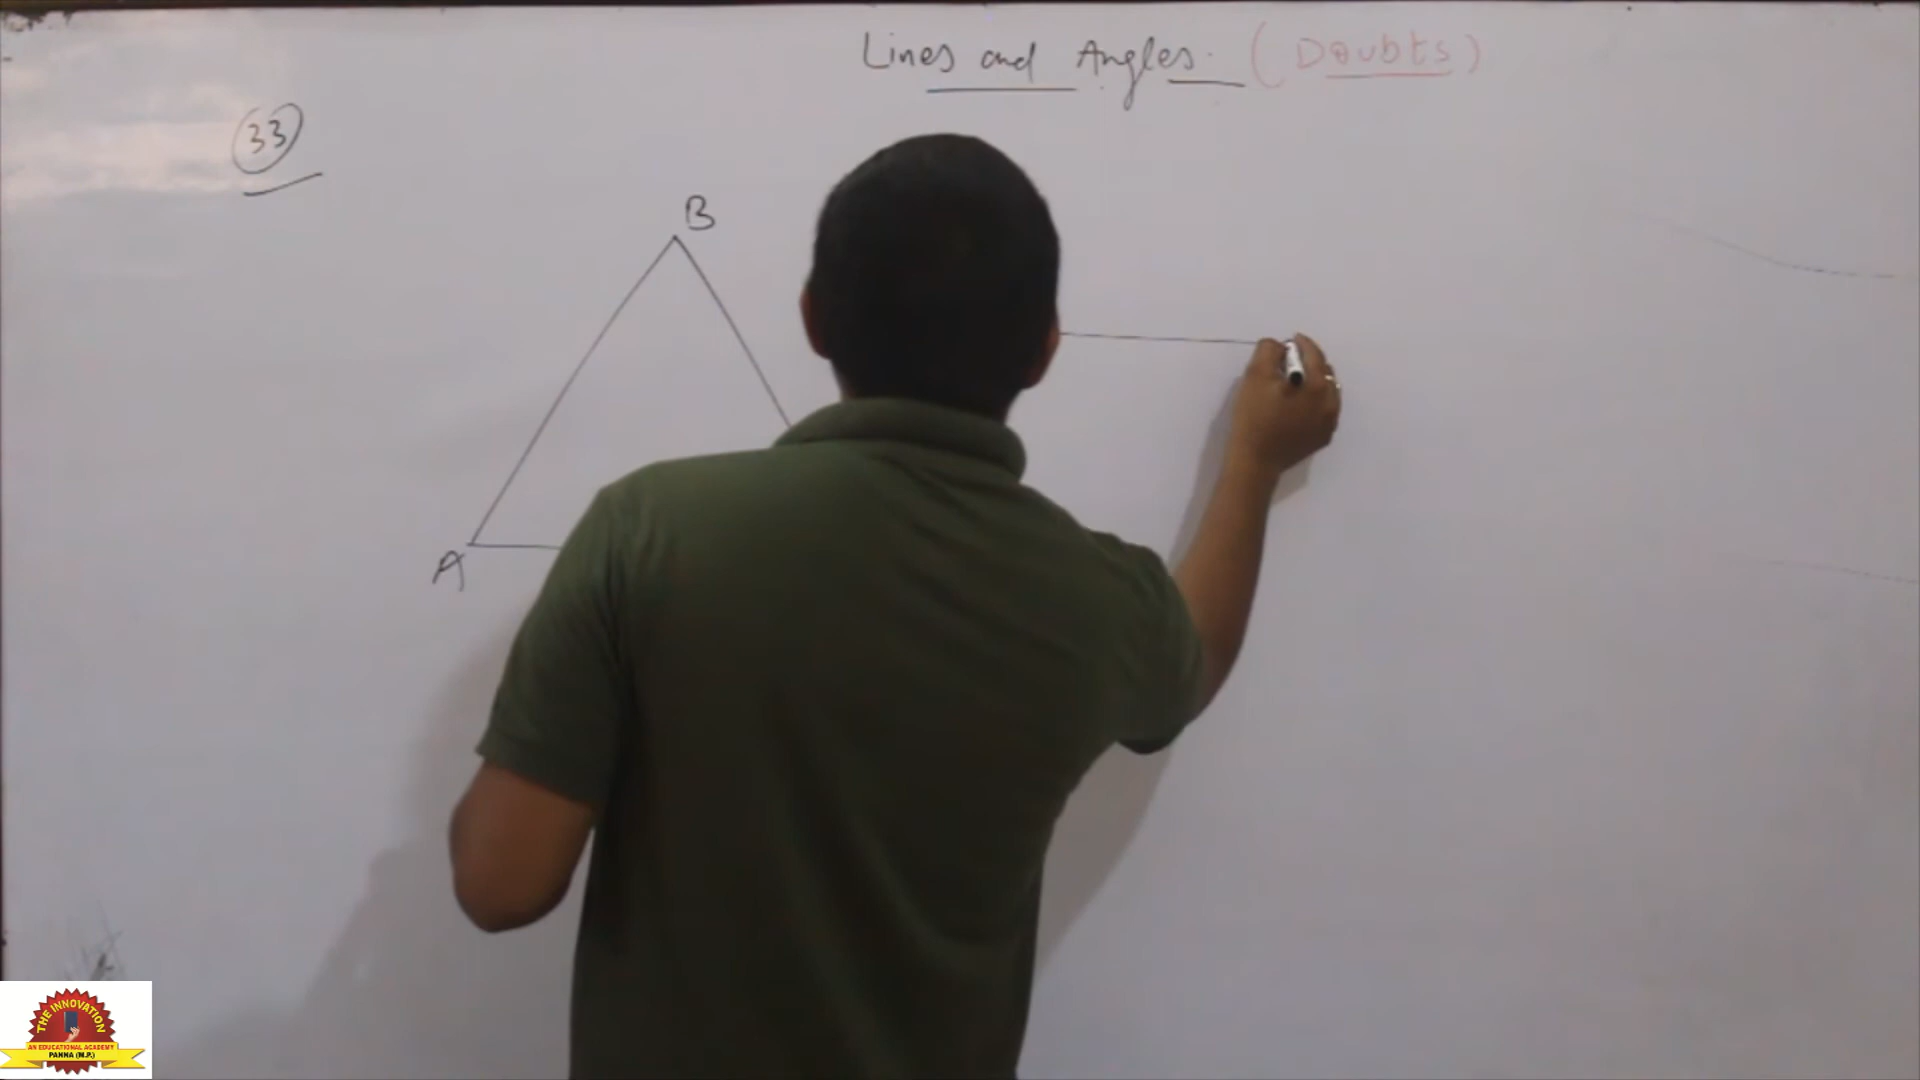 Lines and Angles. (Doubts)
33
B
A
THE INNOVATION
AN EDUCATIONAL ACADEMY
PANNA (M.P.)